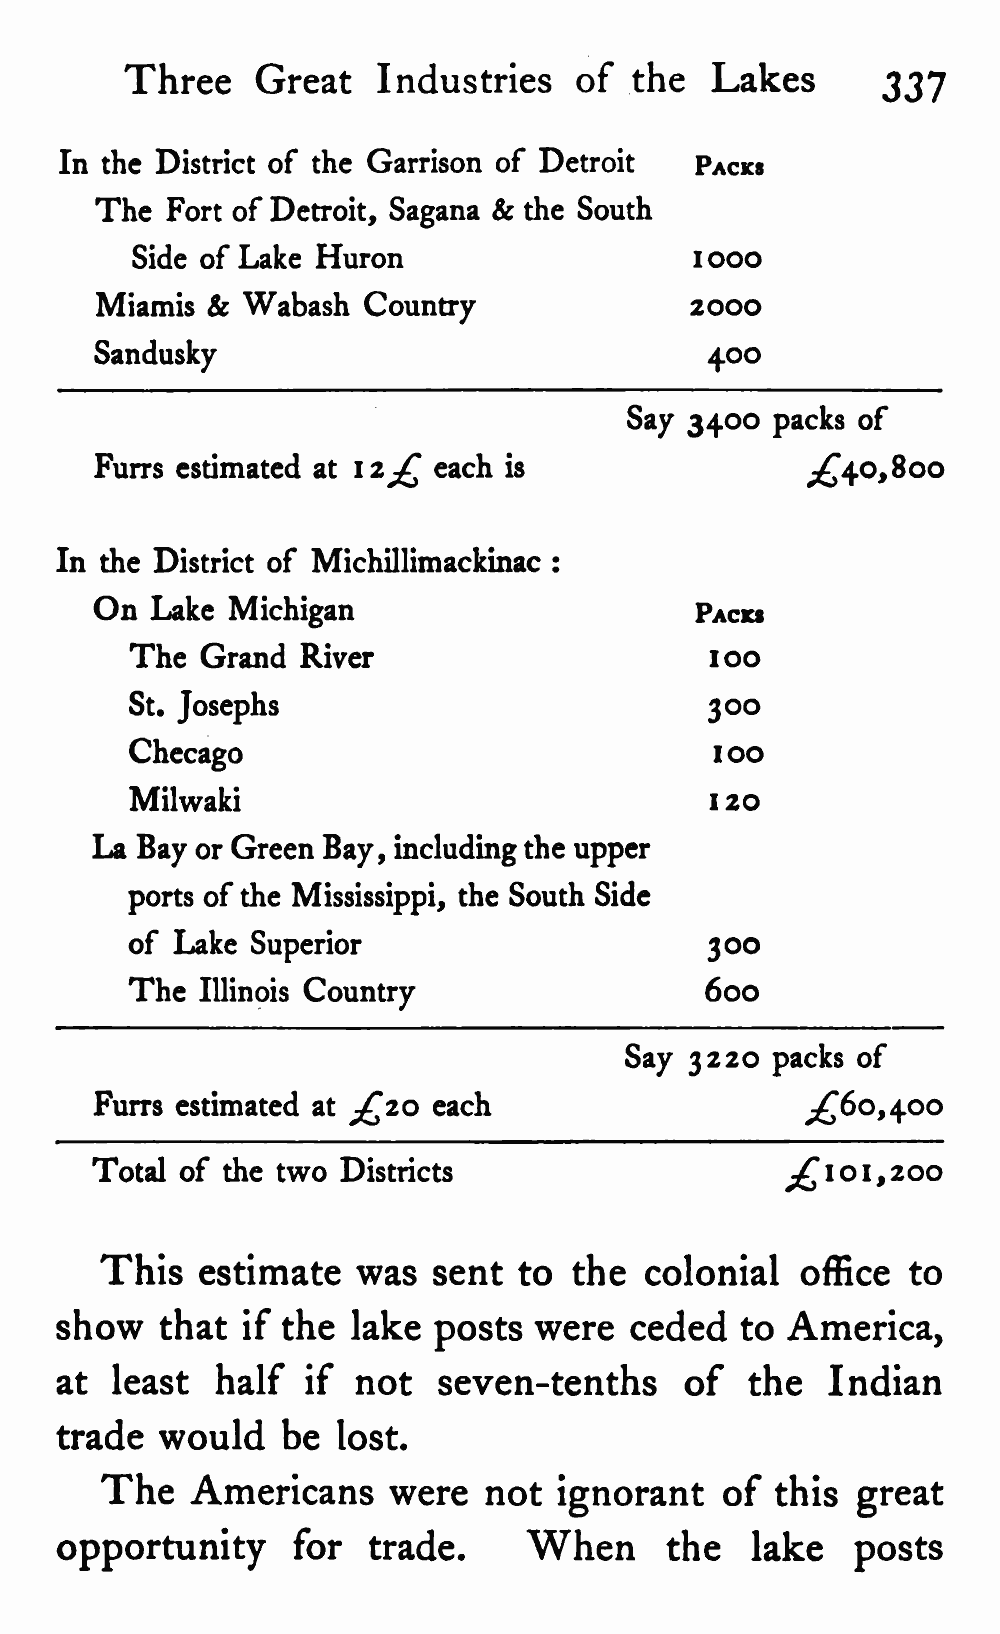 Three Great Industries of the Lakes 337
In the District of the Garrison of Detroit PACKS
The Fort of Detroit, Sagana & the South
Side of Lake Huron 1000
Miamis & Wabash Country 2000
Sandusky 400
Say 3400 packs of
Furrs estimated at 12£ each is £40,800
In the District of Michillimackinac :
On Lake Michigan PACKS
The Grand River 100
St. Josephs 300
Checago 100
Milwaki 120
La Bay or Green Bay, including the upper
ports of the Mississippi, the South Side
of Lake Superior 300
The Illinois Country 600
Say 3220 packs of
Furrs estimated at £20 each £60,400
Total of the two Districts £101,200
This estimate was sent to the colonial office to
show that if the lake posts were ceded to America,
at least half if not seven-tenths of the Indian
trade would be lost.
The Americans were not ignorant of this great
opportunity for trade. When the lake posts